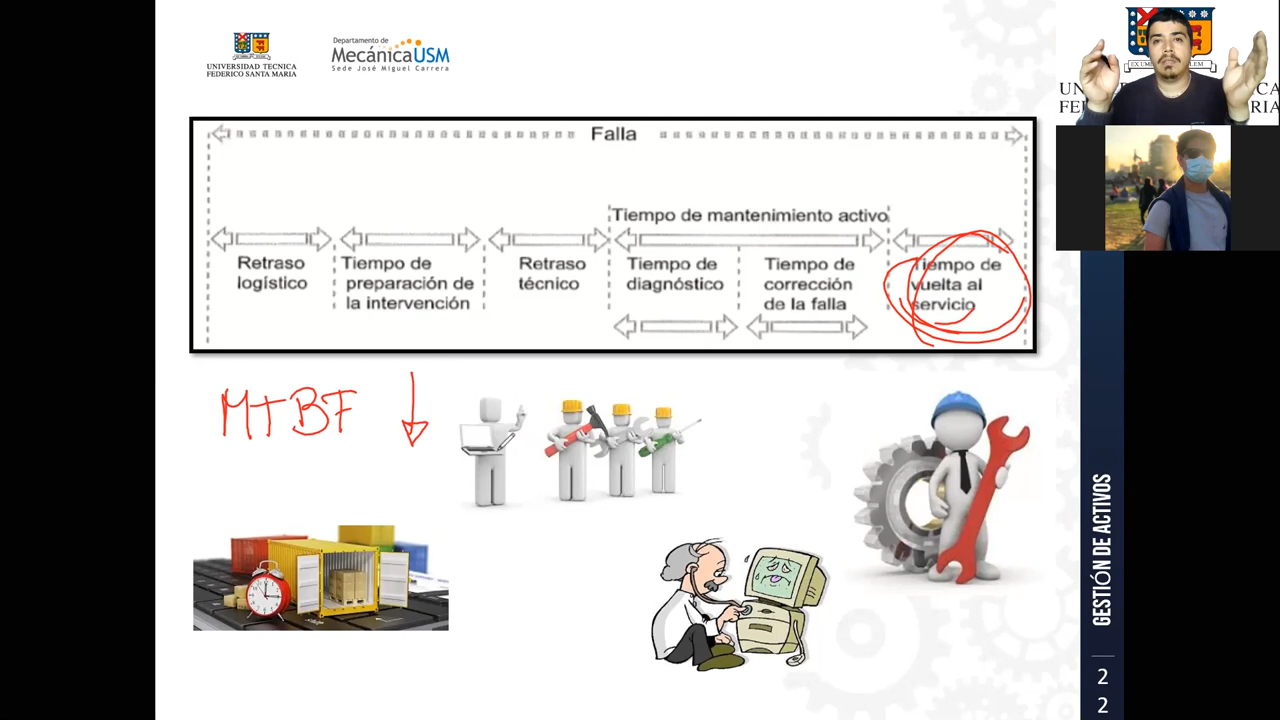 UNIVERSIDAD TECNICA
FEDERICO SANTA MARIA
Departamento de
MecánicaUSM
Sede José Miguel Carrera
Falla
Tiempo de mantenimiento activo
Retraso
logístico
Tiempo de
preparación de
la intervención
Retraso
técnico
Tiempo de
diagnóstico
Tiempo de
corrección
de la falla
Tiempo de
vuelta al
servicio
MTBF
GESTIÓN DE ACTIVOS
2
2